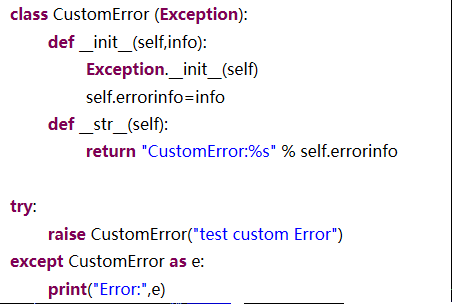 class CustomError (Exception):
    def __init__(self,info):
        Exception.__init__(self)
        self.errorinfo=info
    def __str__(self):
        return "CustomError:%s" % self.errorinfo

try:
    raise CustomError("test custom Error")
except CustomError as e:
    print("Error:",e)